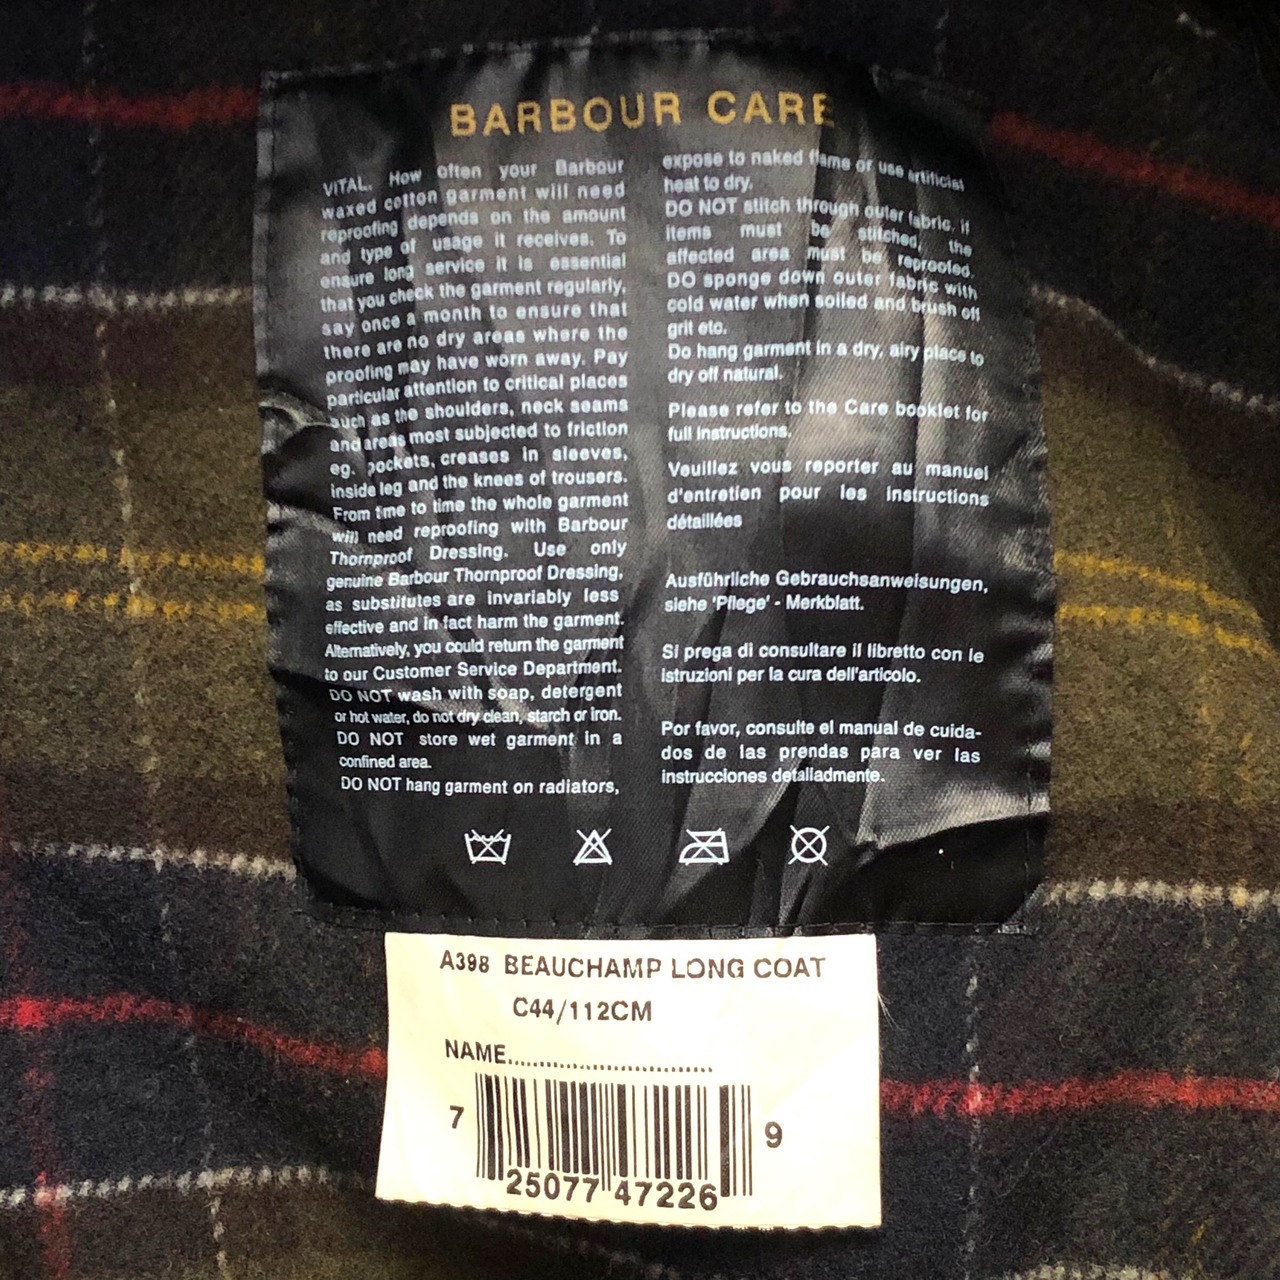 BARBOUR CARE
VITAL. How often your Barbour
waxed cotton garment will need
reproofing depends on the amount
and type of usage it receives. To
ensure long service it is essential
that you check the garment regularly,
say once a month to ensure that
there are no dry areas where the
proofing may have worn away. Pay
particular attention to critical places
such as the shoulders, neck seams
and areas most subjected to friction
eg. pockets, creases in sleeves,
inside leg and the knees of trousers.
From time to time the whole garment
will need reproofing with Barbour
Thornproof Dressing. Use only
genuine Barbour Thornproof Dressing,
as substitutes are invariably less
effective and in fact harm the garment.
Alternatively, you could return the garment
to our Customer Service Department.
DO NOT wash with soap, detergent
or hot water, do not dry clean, starch or iron.
DO NOT store wet garment in a
confined area.
DO NOT hang garment on radiators,
expose to naked flame or use artificial
heat to dry.
DO NOT stitch through outer fabric, if
items must be stitched, the
affected area must be reproofed.
DO sponge down outer fabric with
cold water when soiled and brush off
grit etc.
Do hang garment in a dry, airy place to
dry off natural.
Please refer to the Care booklet for
full instructions.
Veuillez vous reporter au manuel
d'entretien pour les instructions
détaillées
Ausführliche Gebrauchsanweisungen,
siehe 'Pflege' - Merkblatt.
Si prega di consultare il libretto con le
istruzioni per la cura dell'articolo.
Por favor, consulte el manual de cuida-
dos de las prendas para ver las
instrucciones detalladmente.
A398 BEAUCHAMP LONG COAT
C44/112CM
NAME................................
7 25077 47226 9